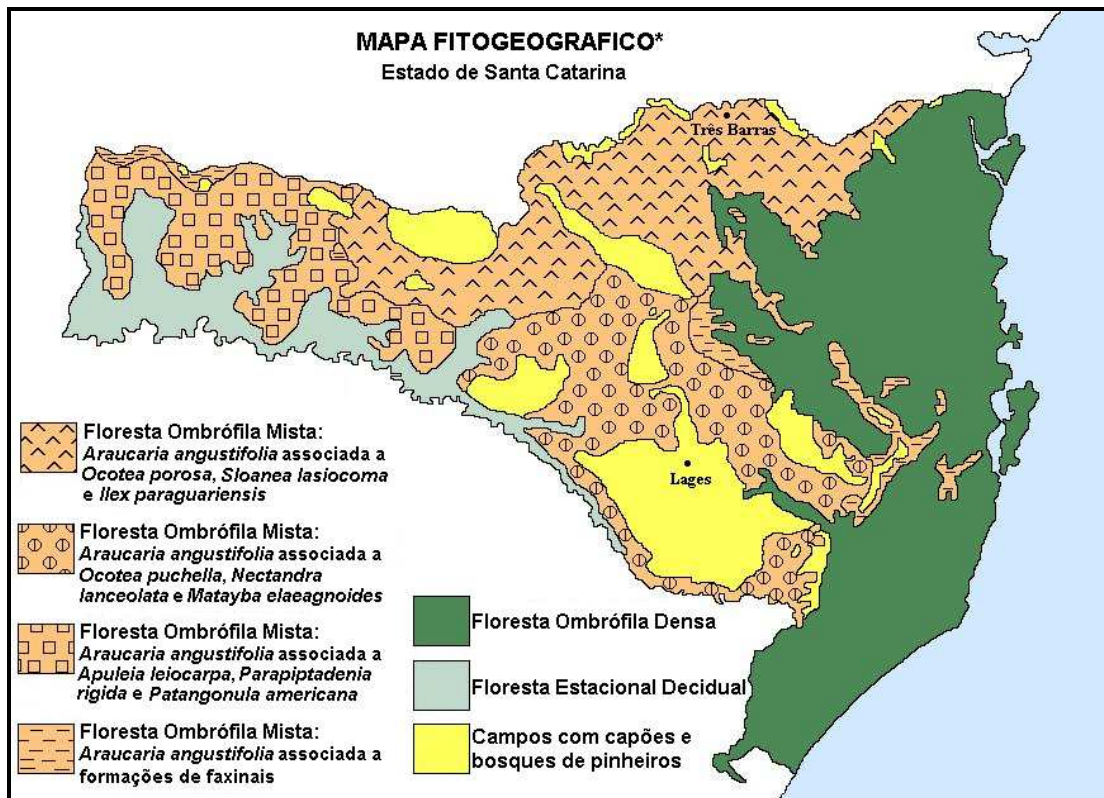 MAPA FITOGEOGRAFICO*
Estado de Santa Catarina
Três Barras
Lages
Floresta Ombrófila Mista:
Araucaria angustifolia associada a
Ocotea porosa, Sloanea lasiocoma
e Ilex paraguariensis
Floresta Ombrófila Mista:
Araucaria angustifolia associada a
Ocotea puchella, Nectandra
lanceolata e Matayba elaeagnoides
Floresta Ombrófila Mista:
Araucaria angustifolia associada a
Apuleia leiocarpa, Parapiptadenia
rigida e Patangonula americana
Floresta Ombrófila Mista:
Araucaria angustifolia associada a
formações de faxinais
Floresta Ombrófila Densa
Floresta Estacional Decidual
Campos com capões e
bosques de pinheiros